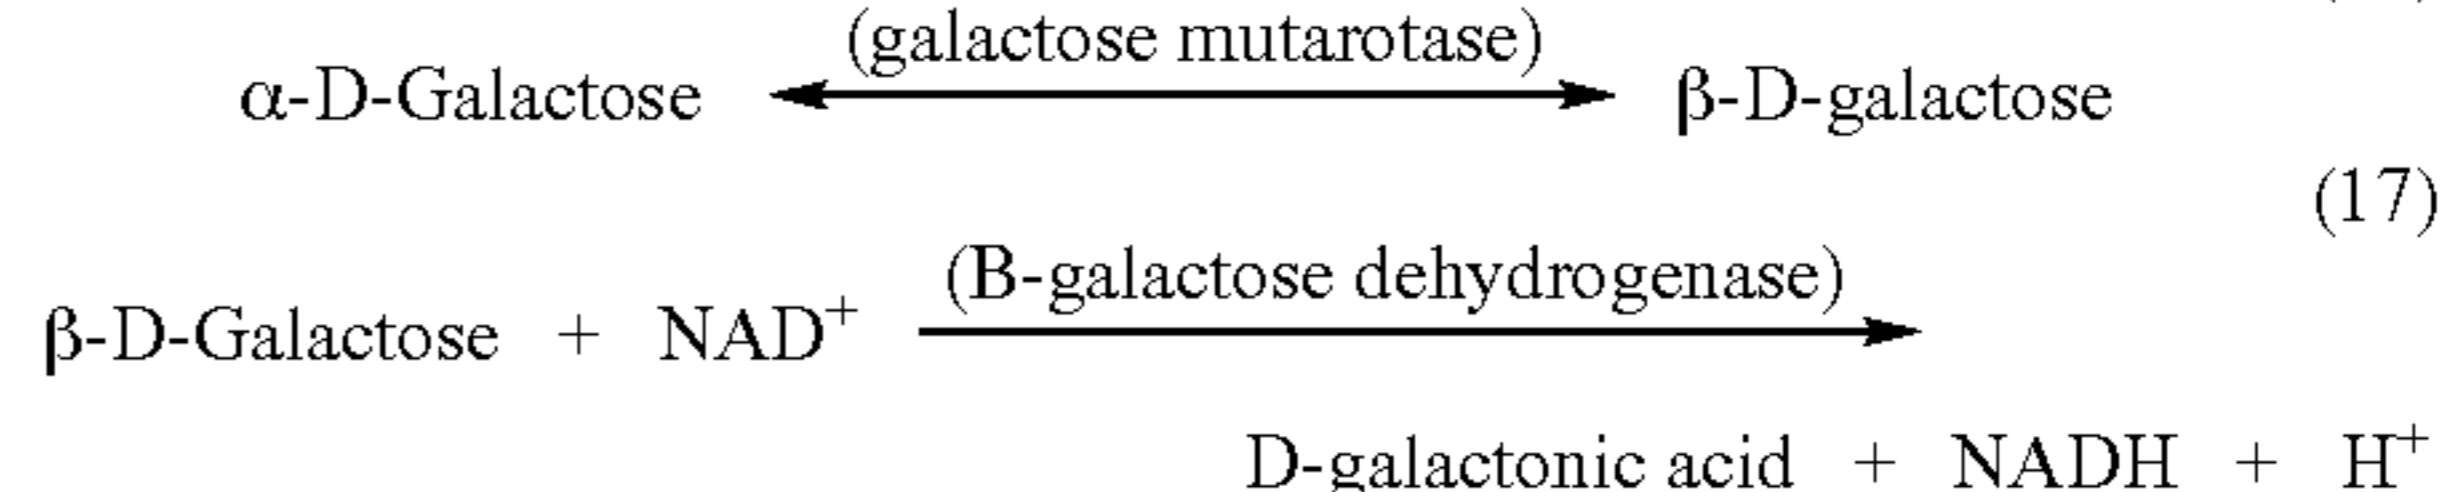 (galactose mutarotase)
α-D-Galactose β-D-galactose
(17)
(B-galactose dehydrogenase)
β-D-Galactose + NAD⁺
D-galactonic acid + NADH + H⁺